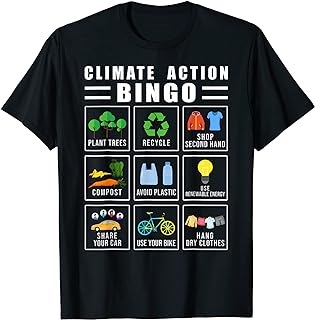 CLIMATE ACTION
BINGO
PLANT TREES
RECYCLE
SHOP
SECOND HAND
COMPOST
AVOID PLASTIC
USE
RENEWABLE ENERGY
SHARE
YOUR CAR
USE YOUR BIKE
HANG
DRY CLOTHES